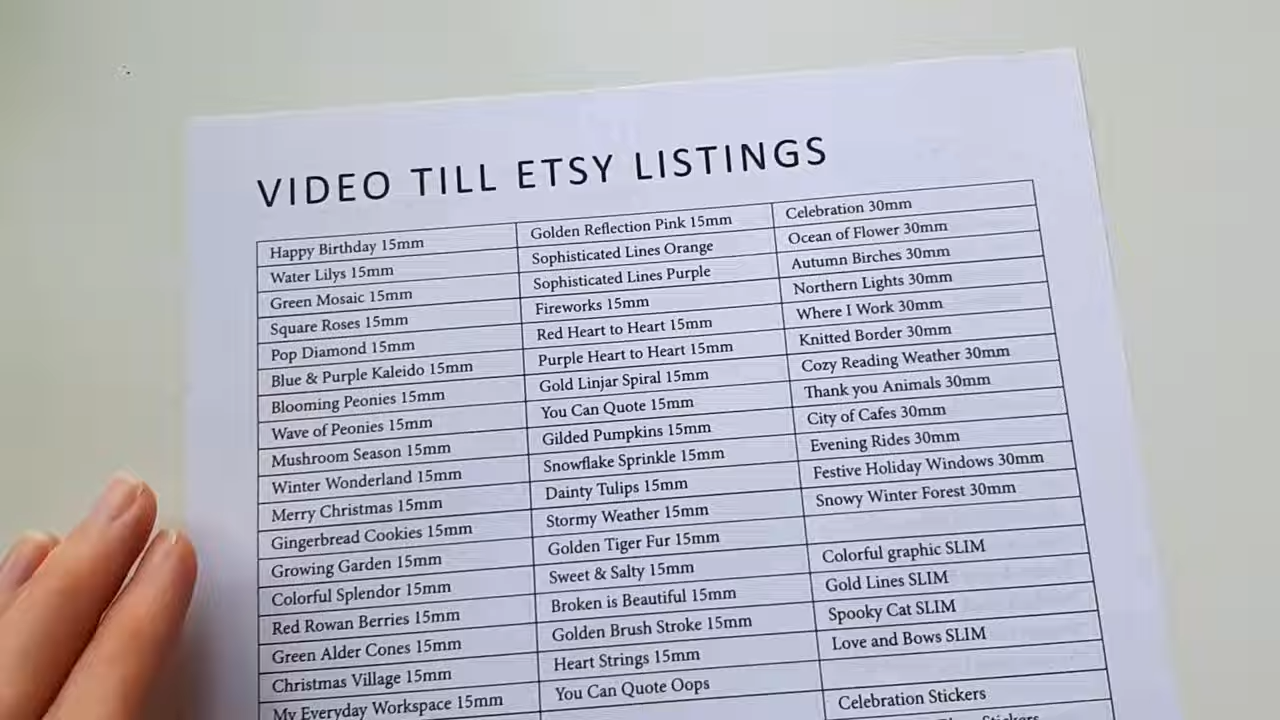 VIDEO TILL ETSY LISTINGS
Happy Birthday 15mm
Water Lilys 15mm
Green Mosaic 15mm
Square Roses 15mm
Pop Diamond 15mm
Blue & Purple Kaleido 15mm
Blooming Peonies 15mm
Wave of Peonies 15mm
Mushroom Season 15mm
Winter Wonderland 15mm
Merry Christmas 15mm
Gingerbread Cookies 15mm
Growing Garden 15mm
Colorful Splendor 15mm
Red Rowan Berries 15mm
Green Alder Cones 15mm
Christmas Village 15mm
My Everyday Workspace 15mm
Golden Reflection Pink 15mm
Sophisticated Lines Orange
Sophisticated Lines Purple
Fireworks 15mm
Red Heart to Heart 15mm
Purple Heart to Heart 15mm
Gold Linjar Spiral 15mm
You Can Quote 15mm
Gilded Pumpkins 15mm
Snowflake Sprinkle 15mm
Dainty Tulips 15mm
Stormy Weather 15mm
Golden Tiger Fur 15mm
Sweet & Salty 15mm
Broken is Beautiful 15mm
Golden Brush Stroke 15mm
Heart Strings 15mm
You Can Quote Oops
Celebration 30mm
Ocean of Flower 30mm
Autumn Birches 30mm
Northern Lights 30mm
Where I Work 30mm
Knitted Border 30mm
Cozy Reading Weather 30mm
Thank you Animals 30mm
City of Cafes 30mm
Evening Rides 30mm
Festive Holiday Windows 30mm
Snowy Winter Forest 30mm
Colorful graphic SLIM
Gold Lines SLIM
Spooky Cat SLIM
Love and Bows SLIM
Celebration Stickers
Stickers